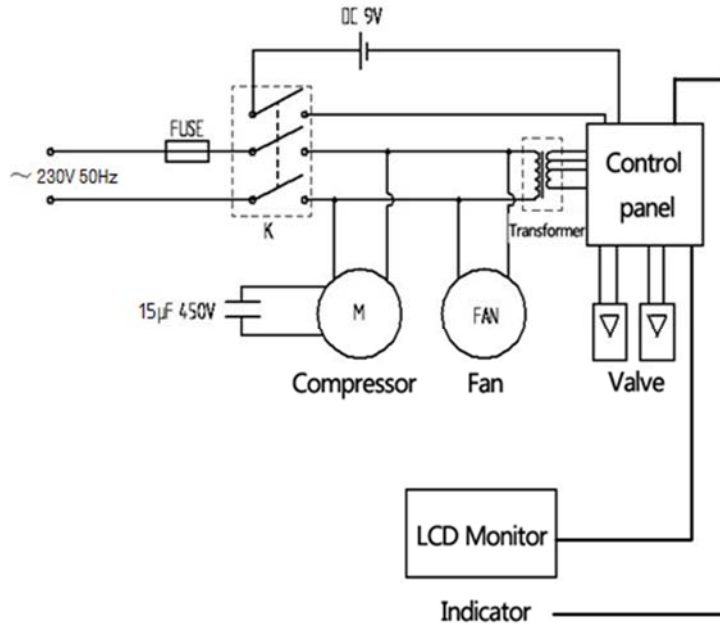 DC 9V
FUSE
~ 230V 50Hz
K
Transformer
Control
panel
15μF 450V
M
FAN
Compressor
Fan
Valve
LCD Monitor
Indicator